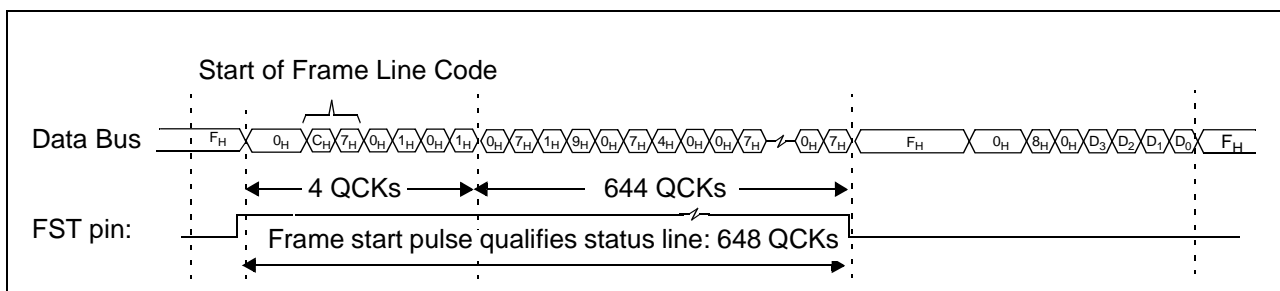 Start of Frame Line Code
Data Bus F_H 0_H C_H 7_H 0_H 1_H 0_H 1_H 0_H 7_H 1_H 9_H 0_H 7_H 4_H 0_H 0_H 7_H 0_H 7_H F_H 0_H 8_H 0_H D_3 D_2 D_1 D_0 F_H
4 QCKs 644 QCKs
FST pin: Frame start pulse qualifies status line: 648 QCKs